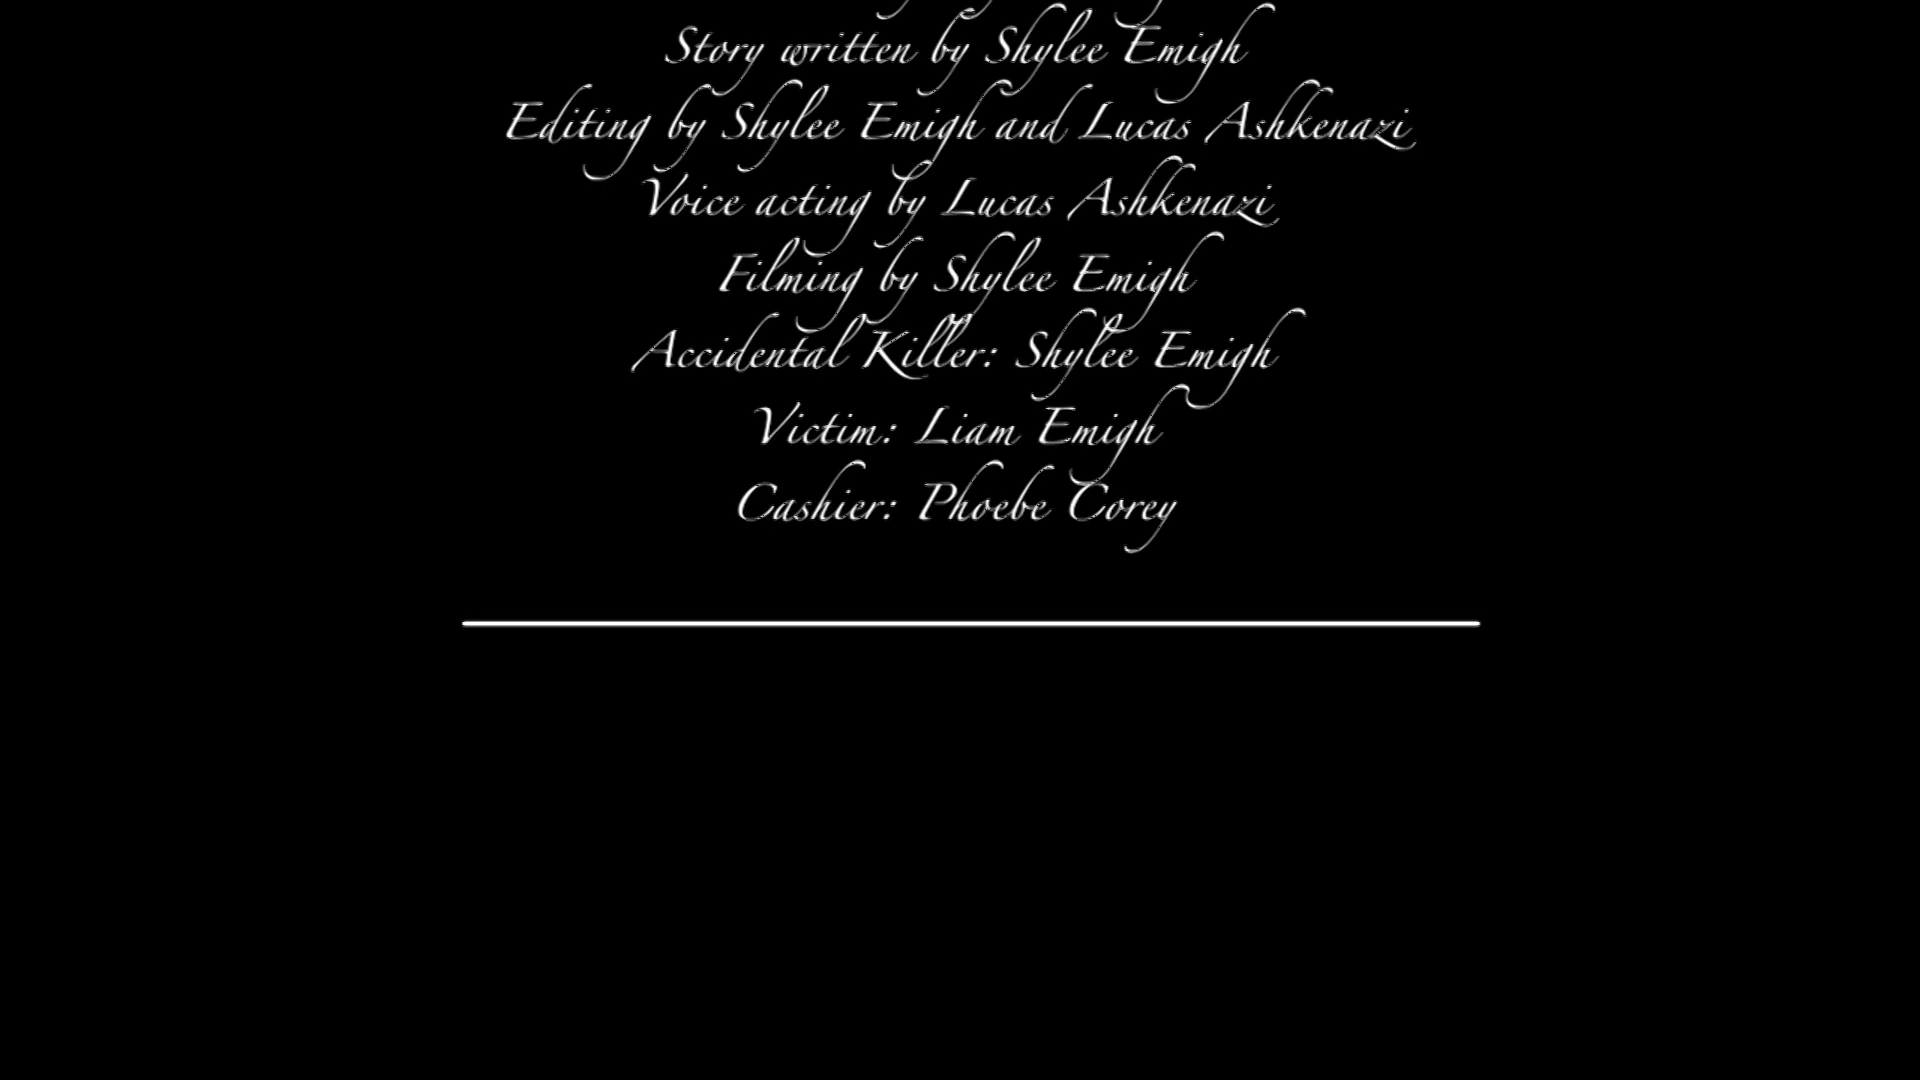 Story written by Shylee Emigh
Editing by Shylee Emigh and Lucas Ashkenazi
Voice acting by Lucas Ashkenazi
Filming by Shylee Emigh
Accidental Killer: Shylee Emigh
Victim: Liam Emigh
Cashier: Phoebe Corey